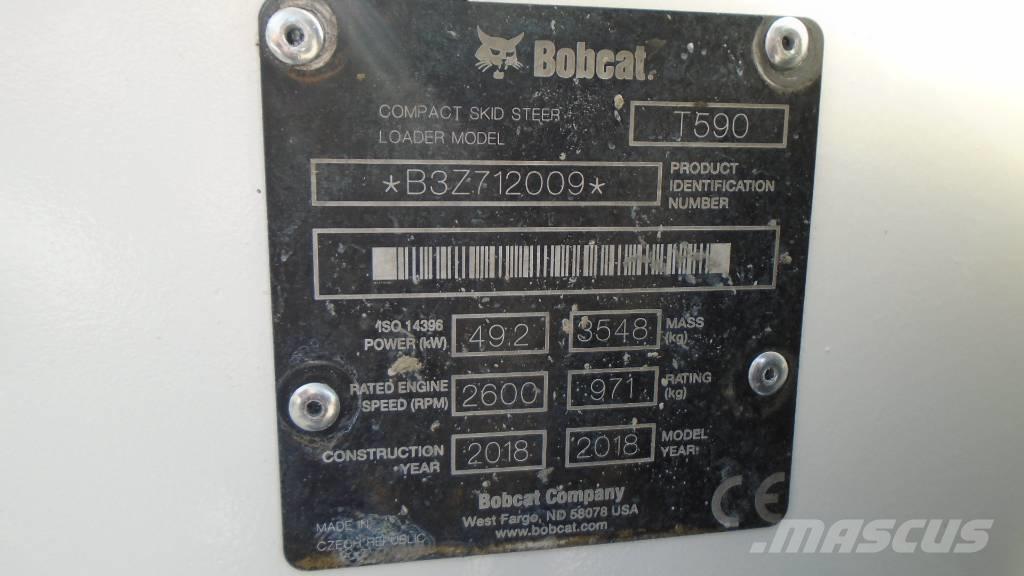 Bobcat.
COMPACT SKID STEER
LOADER MODEL
T590
*B3Z712009*
PRODUCT
IDENTIFICATION
NUMBER
ISO 14396
POWER (kW)
49.2
3548
MASS
(kg)
RATED ENGINE
SPEED (RPM)
2600
971
RATING
(kg)
CONSTRUCTION
YEAR
2018
2018
MODEL
YEAR
Bobcat Company
West Fargo, ND 58078 USA
www.bobcat.com
MADE IN
CZECH REPUBLIC
CE
.MASCUS